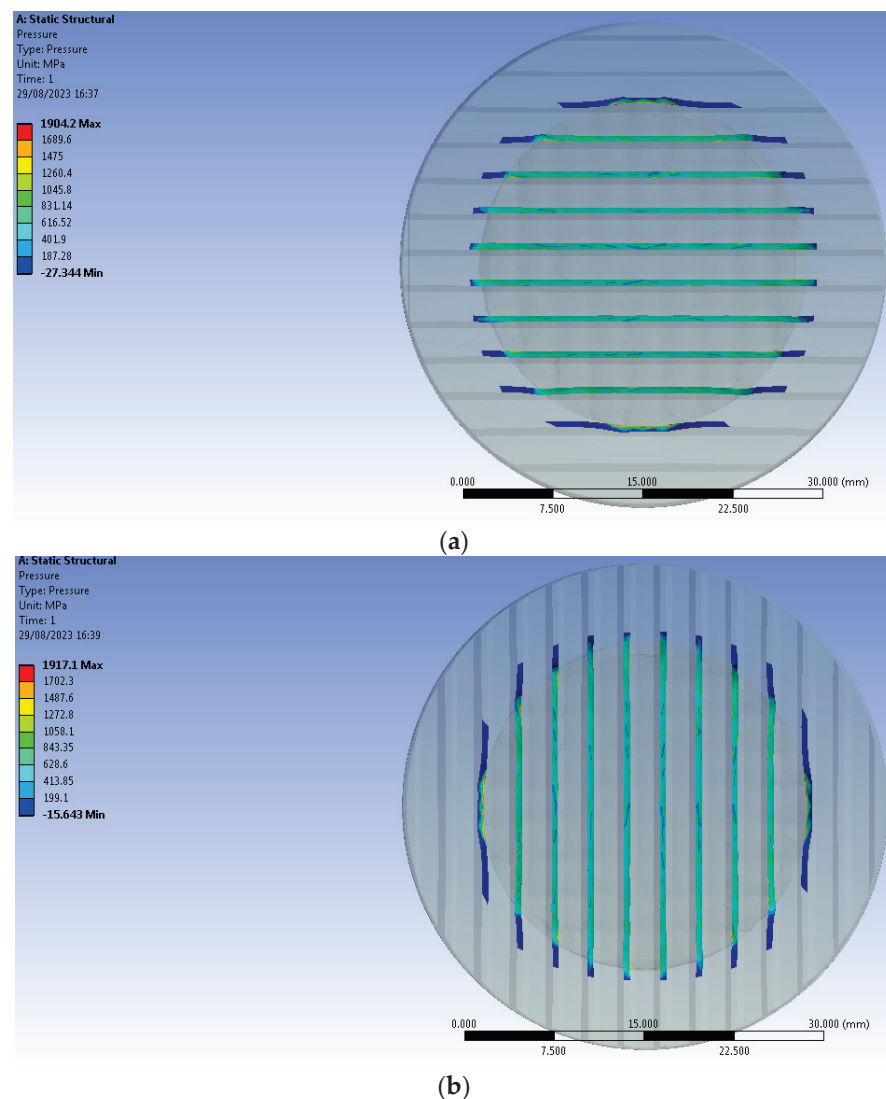 A: Static Structural
Pressure
Type: Pressure
Unit: MPa
Time: 1
29/08/2023 16:37
1904.2 Max
1689.6
1475
1260.4
1045.8
831.14
616.52
401.9
187.28
-27.344 Min
0.000 15.000 30.000 (mm)
7.500 22.500
(a)
A: Static Structural
Pressure
Type: Pressure
Unit: MPa
Time: 1
29/08/2023 16:39
1917.1 Max
1702.3
1487.6
1272.8
1058.1
843.35
628.6
413.85
199.1
-15.643 Min
0.000 15.000 30.000 (mm)
7.500 22.500
(b)